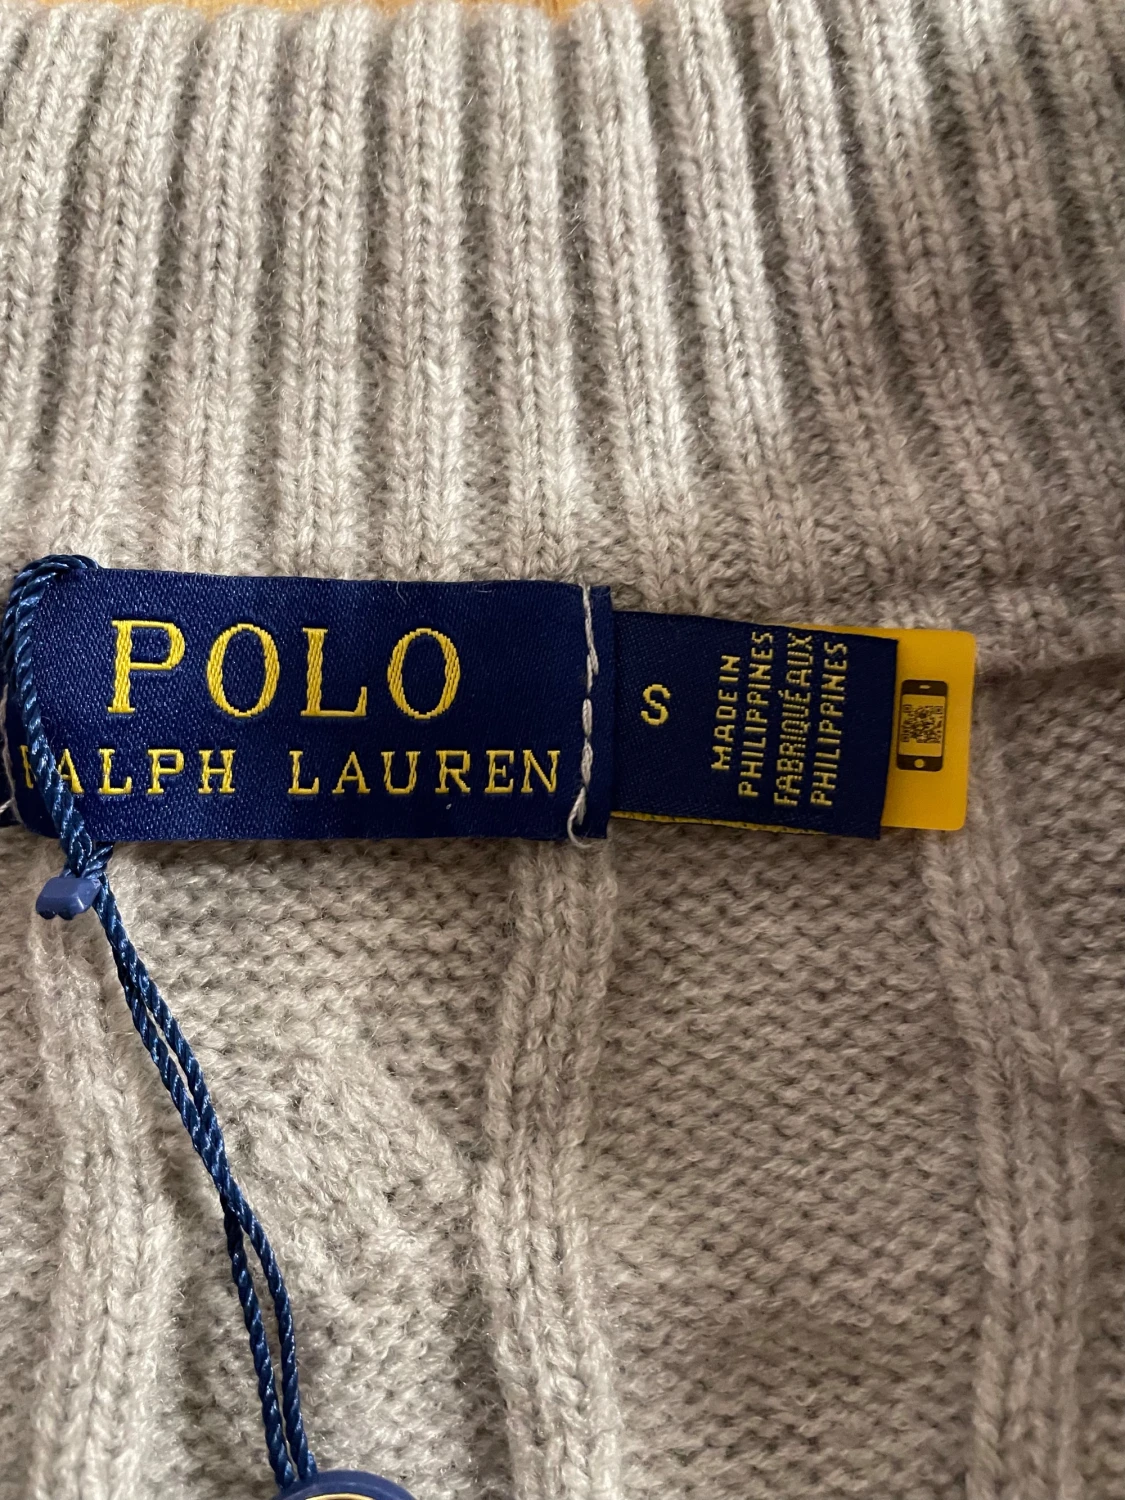 POLO
RALPH LAUREN
S
MADE IN
PHILIPPINES
FABRIQUÉ AUX
PHILIPPINES